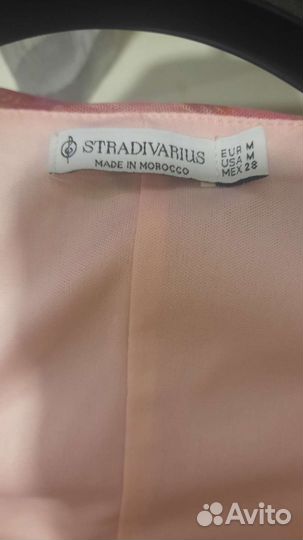 STRADIVARIUS
MADE IN MOROCCO
EUR M
USA M
MEX 28
Avito